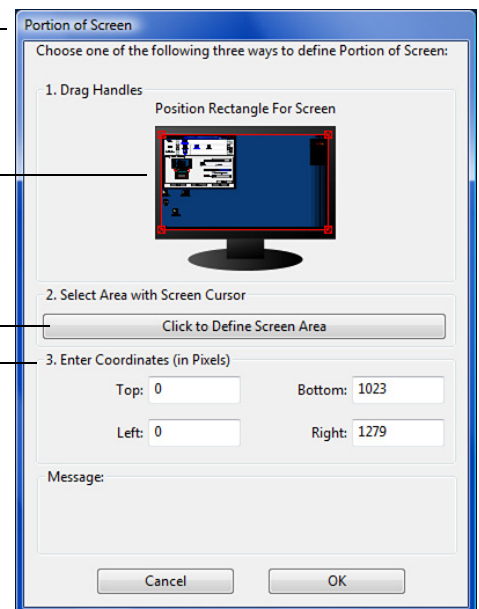 Portion of Screen
Choose one of the following three ways to define Portion of Screen:
1. Drag Handles
Position Rectangle For Screen
2. Select Area with Screen Cursor
Click to Define Screen Area
3. Enter Coordinates (in Pixels)
Top: 0 Bottom: 1023
Left: 0 Right: 1279
Message:
Cancel OK